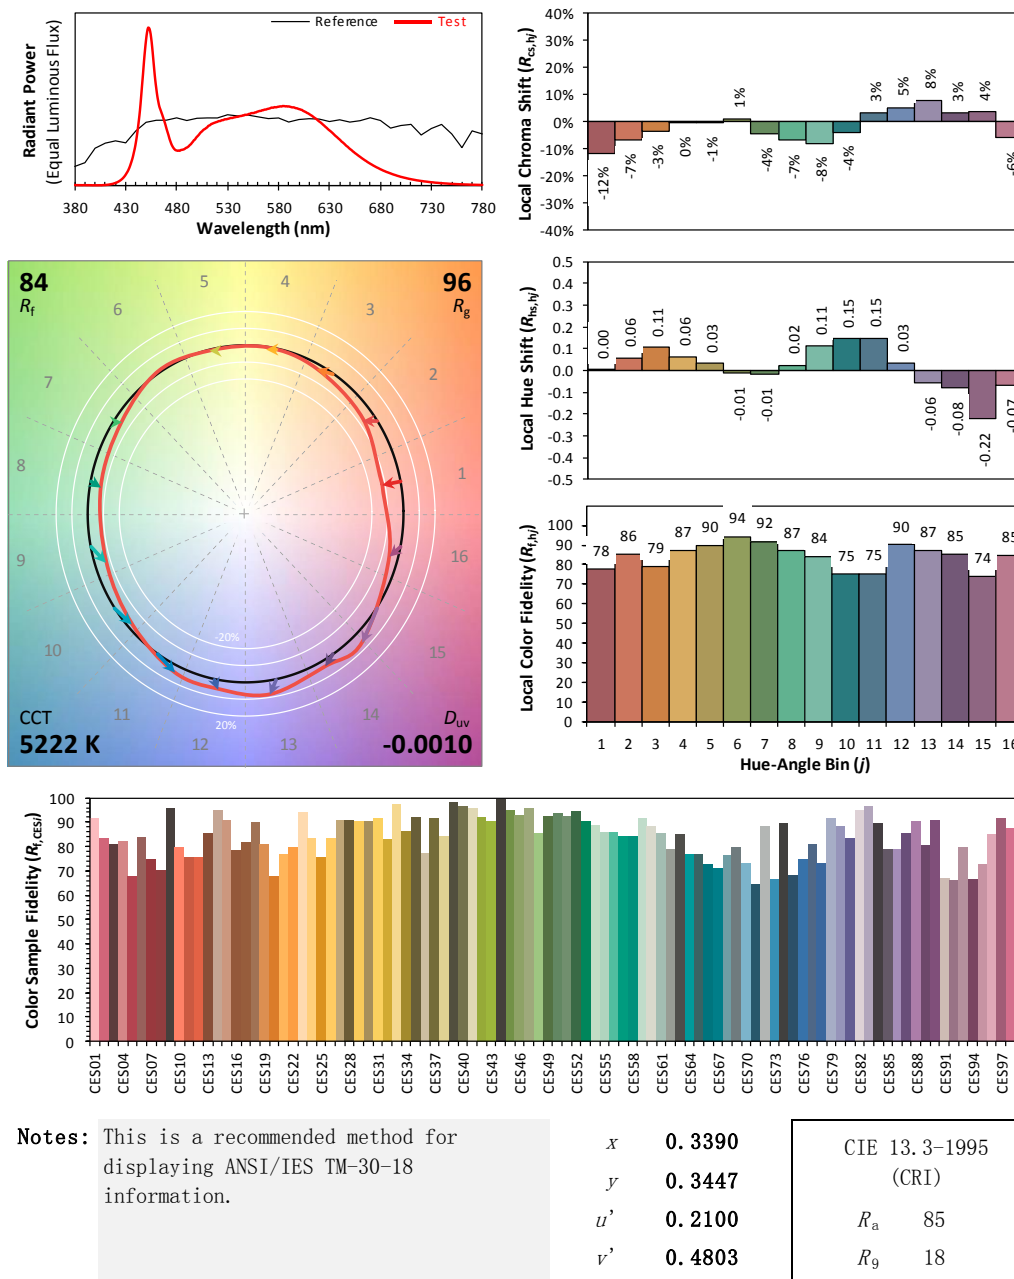 Reference
Test
Radiant Power
(Equal Luminous Flux)
380 430 480 530 580 630 680 730 780
Wavelength (nm)
Local Chroma Shift (Rcs,hj)
40%
30%
20%
10%
0%
-10%
-20%
-30%
-40%
-12% -7% -3% 0% -1% 1% -4% -7% -8% -4% 3% 5% 8% 3% 4% -6%
84
Rf
96
Rg
1 2 3 4 5 6 7 8 9 10 11 12 13 14 15 16
-20%
20%
CCT
5222 K
Duv
-0.0010
Local Hue Shift (Rhs,hj)
0.5
0.4
0.3
0.2
0.1
0.0
-0.1
-0.2
-0.3
-0.4
-0.5
0.00 0.06 0.11 0.06 0.03 -0.01 -0.01 0.02 0.11 0.15 0.15 0.03 -0.06 -0.08 -0.22 -0.07
Local Color Fidelity (Rf,hj)
100
90
80
70
60
50
40
30
20
10
0
78 86 79 87 90 94 92 87 84 75 75 90 87 85 74 85
1 2 3 4 5 6 7 8 9 10 11 12 13 14 15 16
Hue-Angle Bin (j)
Color Sample Fidelity (Rf,CESi)
100
90
80
70
60
50
40
30
20
10
0
CES01 CES04 CES07 CES10 CES13 CES16 CES19 CES22 CES25 CES28 CES31 CES34 CES37 CES40 CES43 CES46 CES49 CES52 CES55 CES58 CES61 CES64 CES67 CES70 CES73 CES76 CES79 CES82 CES85 CES88 CES91 CES94 CES97
Notes: This is a recommended method for
displaying ANSI/IES TM-30-18
information.
x 0.3390
y 0.3447
u' 0.2100
v' 0.4803
CIE 13.3-1995
(CRI)
Ra 85
R9 18